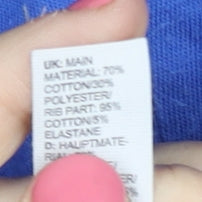 UK: MAIN
MATERIAL: 70%
COTTON/30%
POLYESTER/
RIB PART: 95%
COTTON/5%
ELASTANE
D: HAUPTMATE-